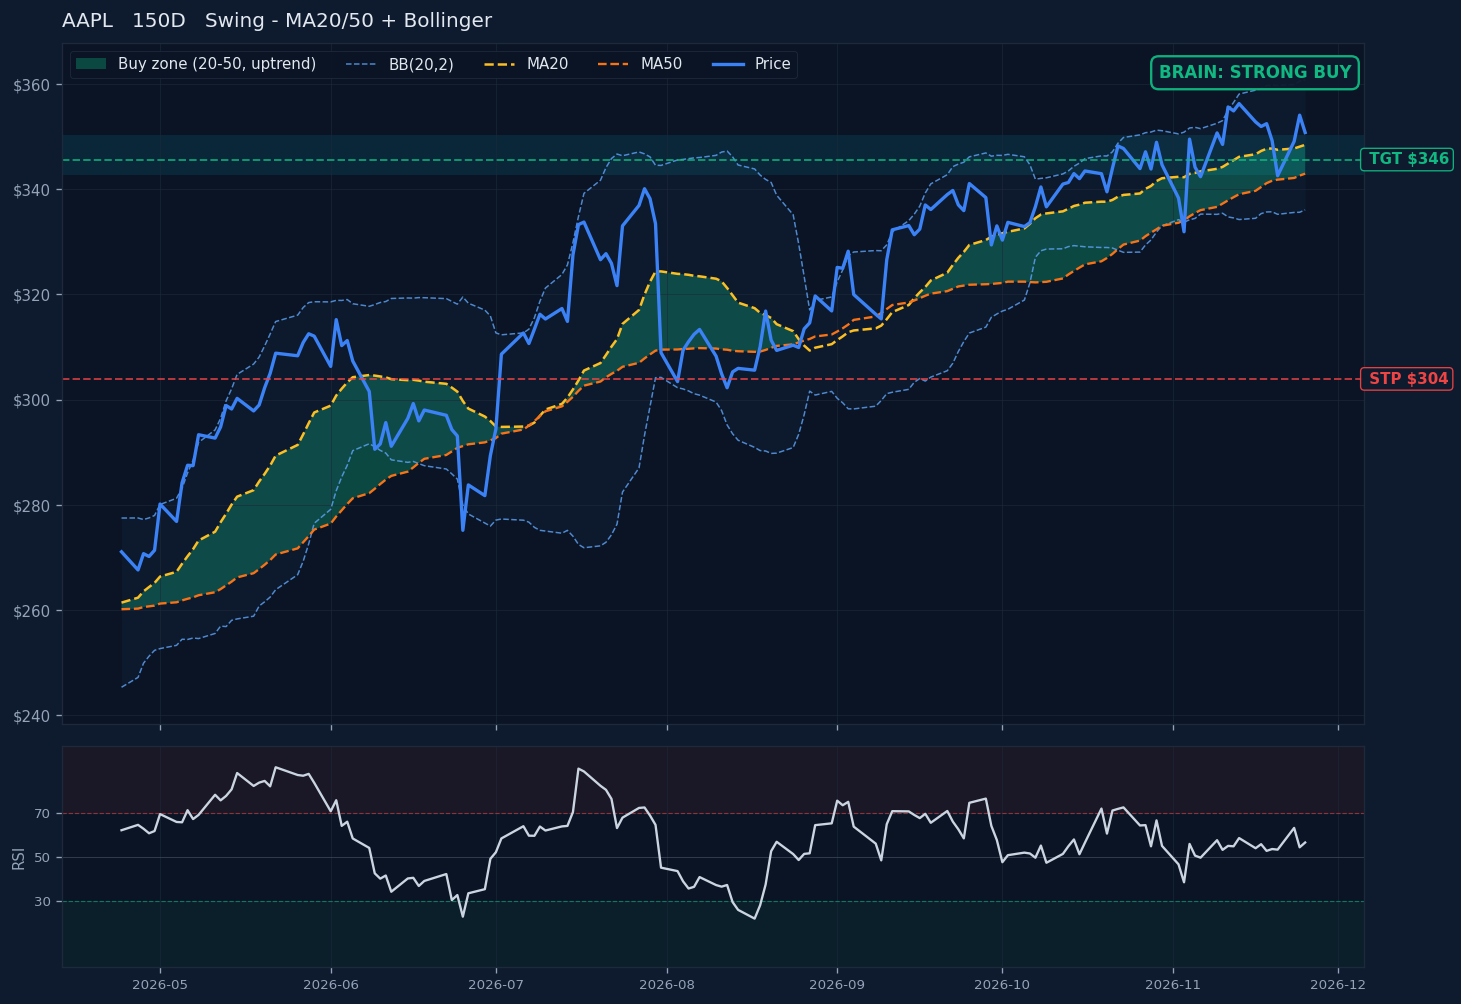 AAPL 150D Swing - MA20/50 + Bollinger
Buy zone (20-50, uptrend) BB(20,2) MA20 MA50 Price
BRAIN: STRONG BUY
$360
$340
$320
$300
$280
$260
$240
TGT $346
STP $304
RSI
70
50
30
2026-05 2026-06 2026-07 2026-08 2026-09 2026-10 2026-11 2026-12